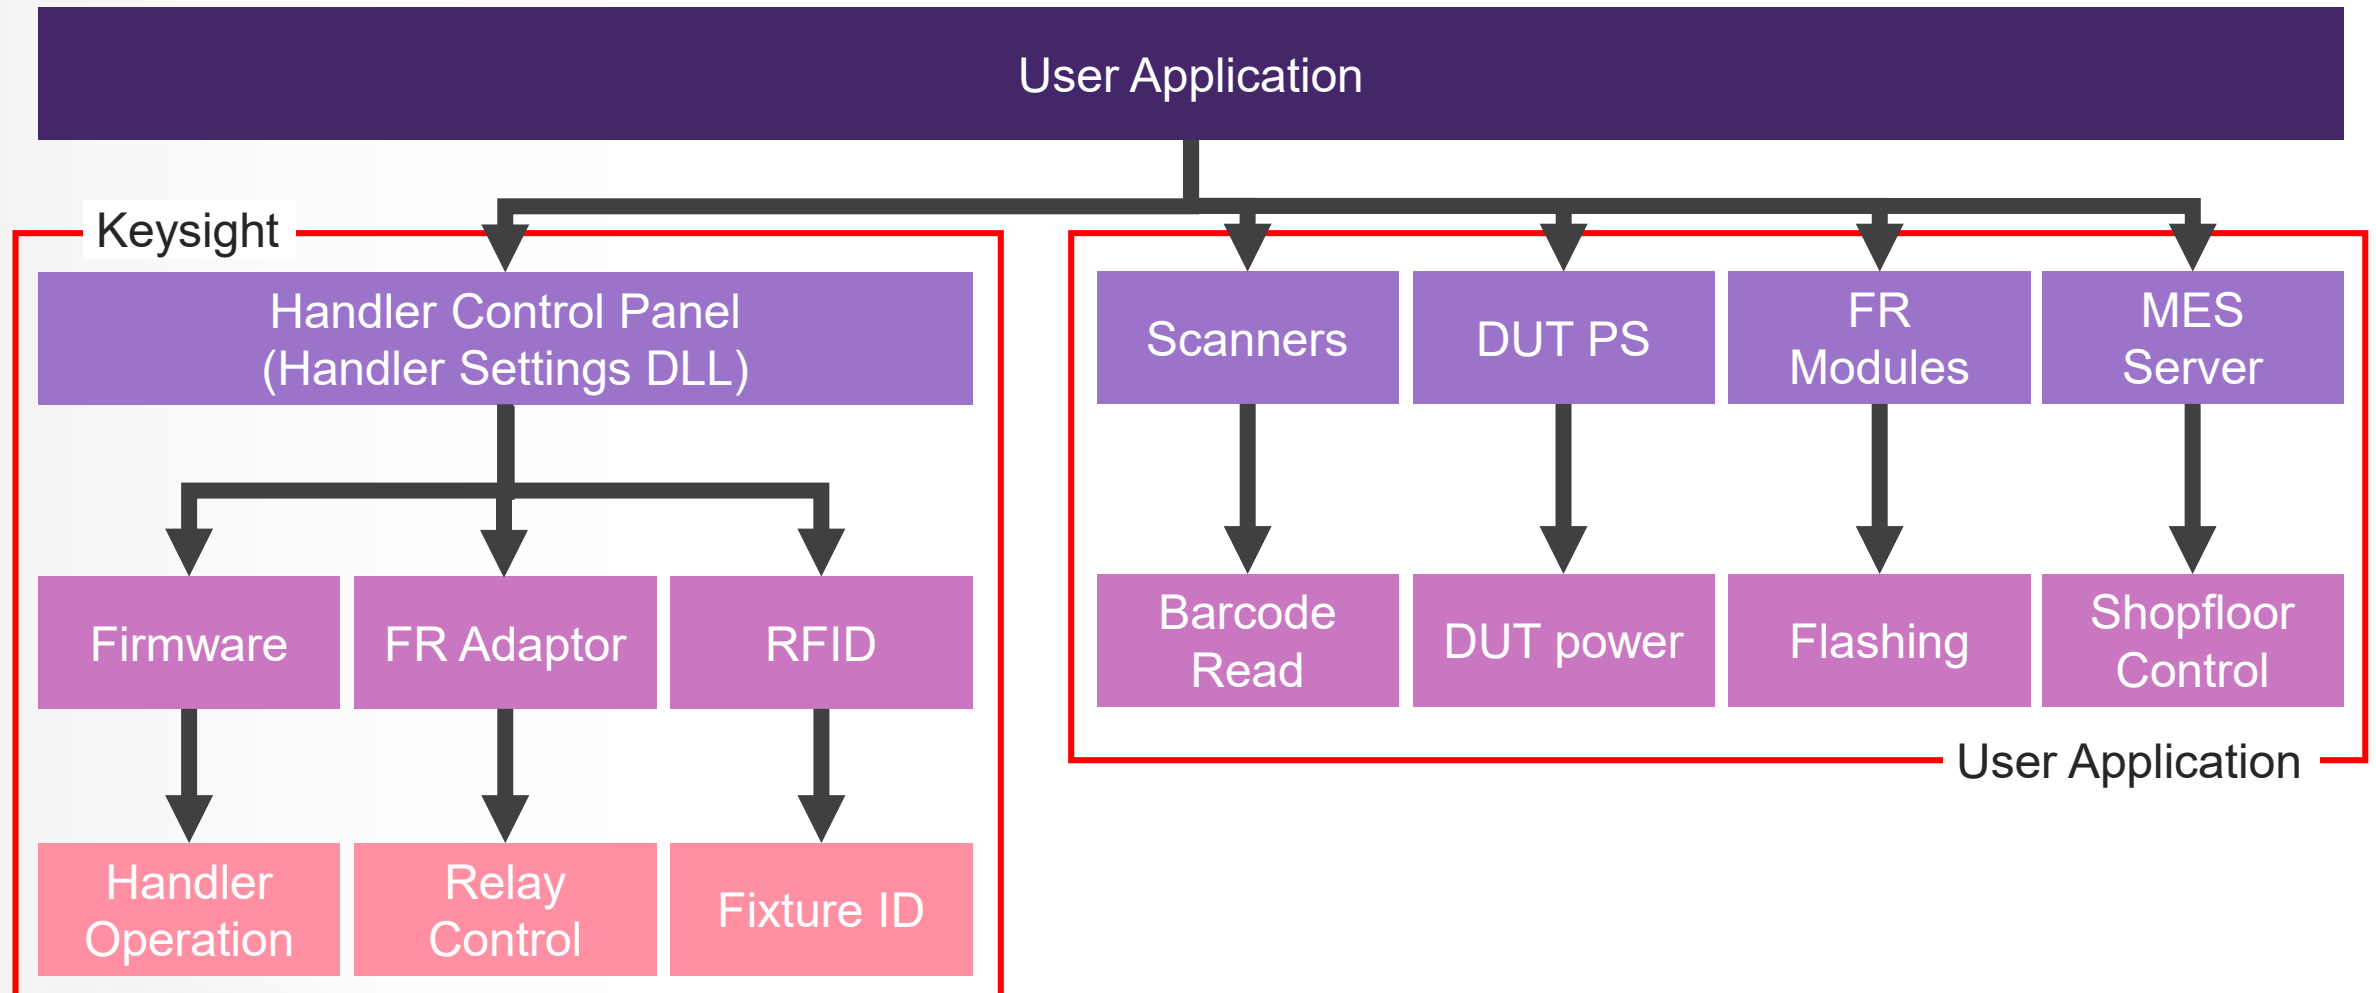 User Application
Keysight
Handler Control Panel
(Handler Settings DLL)
Scanners
DUT PS
FR
Modules
MES
Server
Firmware
FR Adaptor
RFID
Barcode
Read
DUT power
Flashing
Shopfloor
Control
User Application
Handler
Operation
Relay
Control
Fixture ID